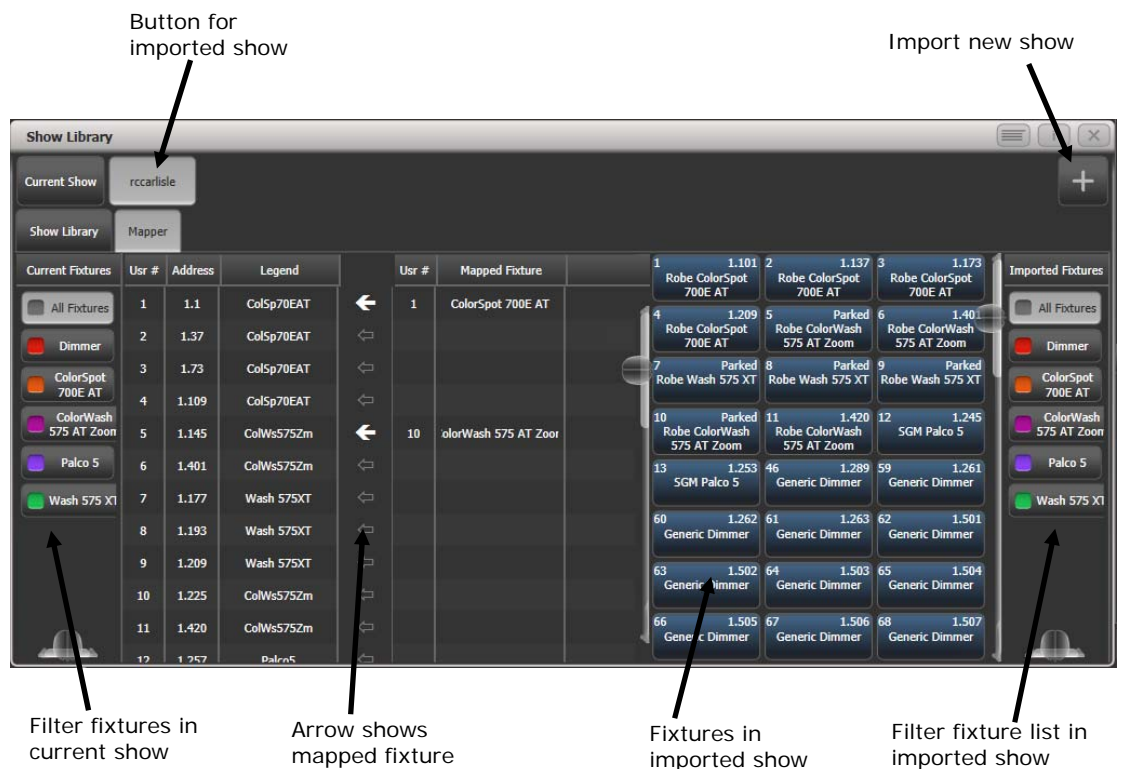 Button for
imported show
Import new show
Show Library
Current Show
rccarlisle
+
Show Library
Mapper
Current Fixtures Usr # Address Legend Usr # Mapped Fixture
Imported Fixtures
All Fixtures
Dimmer
ColorSpot
700E AT
ColorWash
575 AT Zoom
Palco 5
Wash 575 XT
1 1.1 ColSp70EAT 1 ColorSpot 700E AT
2 1.37 ColSp70EAT
3 1.73 ColSp70EAT
4 1.109 ColSp70EAT
5 1.145 ColWs575Zm 10 olorWash 575 AT Zoor
6 1.401 ColWs575Zm
7 1.177 Wash 575XT
8 1.193 Wash 575XT
9 1.209 Wash 575XT
10 1.225 ColWs575Zm
11 1.420 ColWs575Zm
12 1.257 Palco5
1 1.101
Robe ColorSpot
700E AT
2 1.137
Robe ColorSpot
700E AT
3 1.173
Robe ColorSpot
700E AT
4 1.209
Robe ColorSpot
700E AT
5 Parked
Robe ColorWash
575 AT Zoom
6 1.401
Robe ColorWash
575 AT Zoom
7 Parked
Robe Wash 575 XT
8 Parked
Robe Wash 575 XT
9 Parked
Robe Wash 575 XT
10 Parked
Robe ColorWash
575 AT Zoom
11 1.420
Robe ColorWash
575 AT Zoom
12 1.245
SGM Palco 5
13 1.253
SGM Palco 5
46 1.289
Generic Dimmer
59 1.261
Generic Dimmer
60 1.262
Generic Dimmer
61 1.263
Generic Dimmer
62 1.501
Generic Dimmer
63 1.502
Generic Dimmer
64 1.503
Generic Dimmer
65 1.504
Generic Dimmer
66 1.505
Generic Dimmer
67 1.506
Generic Dimmer
68 1.507
Generic Dimmer
All Fixtures
Dimmer
ColorSpot
700E AT
ColorWash
575 AT Zoom
Palco 5
Wash 575 XT
Filter fixtures in
current show
Arrow shows
mapped fixture
Fixtures in
imported show
Filter fixture list in
imported show